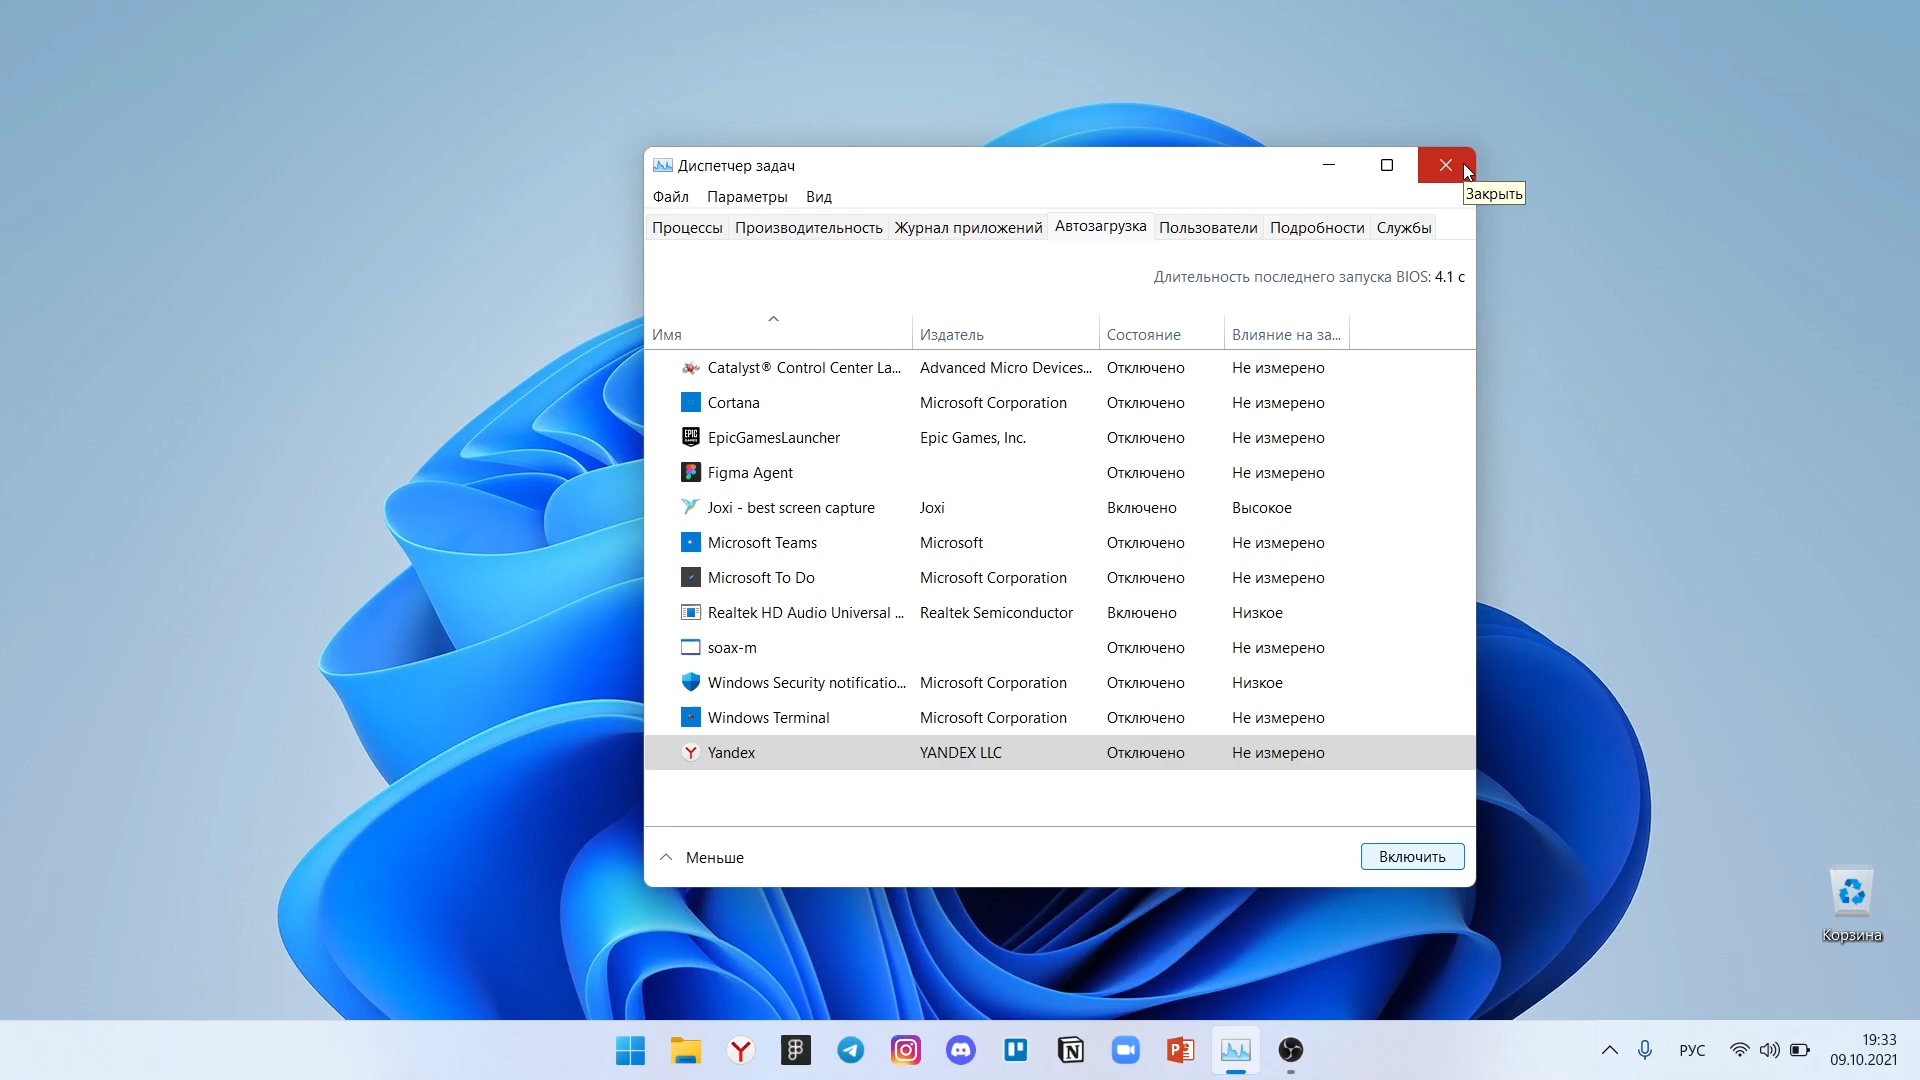 Диспетчер задач
Закрыть
Файл Параметры Вид
Процессы Производительность Журнал приложений Автозагрузка Пользователи Подробности Службы
Длительность последнего запуска BIOS: 4.1 с
Имя Издатель Состояние Влияние на за...
Catalyst® Control Center La... Advanced Micro Devices... Отключено Не измерено
Cortana Microsoft Corporation Отключено Не измерено
EpicGamesLauncher Epic Games, Inc. Отключено Не измерено
Figma Agent Отключено Не измерено
Joxi - best screen capture Joxi Включено Высокое
Microsoft Teams Microsoft Отключено Не измерено
Microsoft To Do Microsoft Corporation Отключено Не измерено
Realtek HD Audio Universal ... Realtek Semiconductor Включено Низкое
soax-m Отключено Не измерено
Windows Security notificatio... Microsoft Corporation Отключено Низкое
Windows Terminal Microsoft Corporation Отключено Не измерено
Yandex YANDEX LLC Отключено Не измерено
Меньше Включить
Корзина
РУС 19:33
09.10.2021